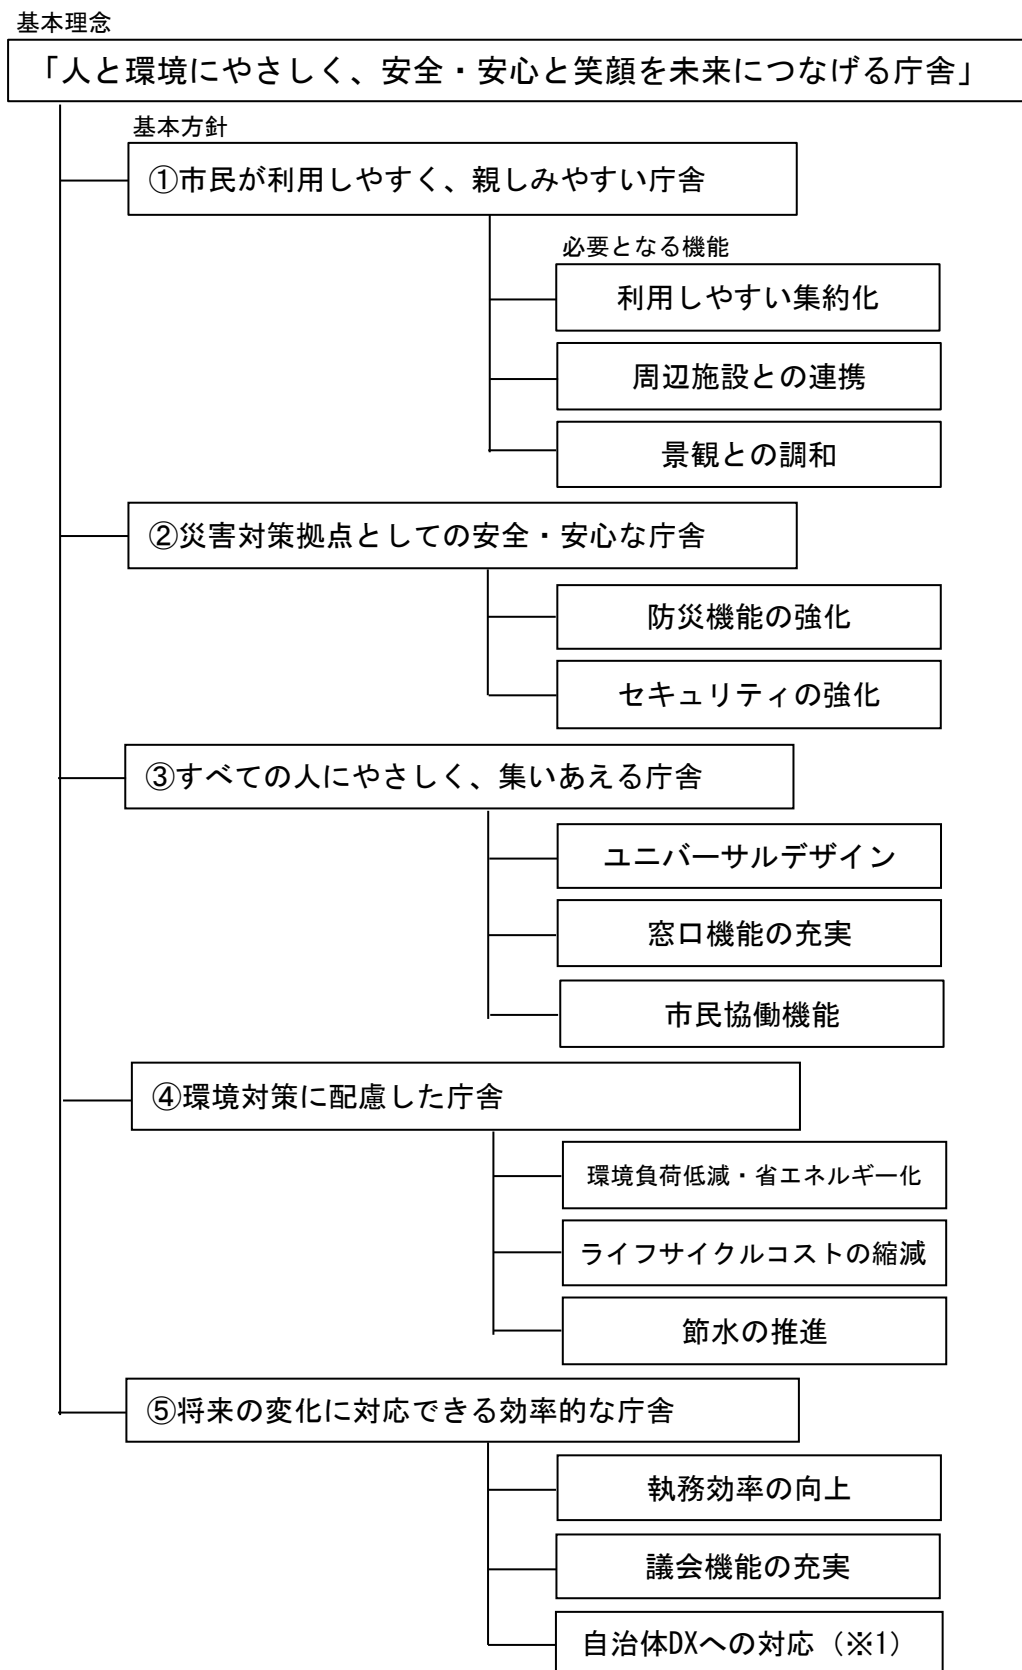 基本理念
「人と環境にやさしく、安全・安心と笑顔を未来につなげる庁舎」
基本方針
①市民が利用しやすく、親しみやすい庁舎
必要となる機能
利用しやすい集約化
周辺施設との連携
景観との調和
②災害対策拠点としての安全・安心な庁舎
防災機能の強化
セキュリティの強化
③すべての人にやさしく、集いあえる庁舎
ユニバーサルデザイン
窓口機能の充実
市民協働機能
④環境対策に配慮した庁舎
環境負荷低減・省エネルギー化
ライフサイクルコストの縮減
節水の推進
⑤将来の変化に対応できる効率的な庁舎
執務効率の向上
議会機能の充実
自治体DXへの対応（※1）